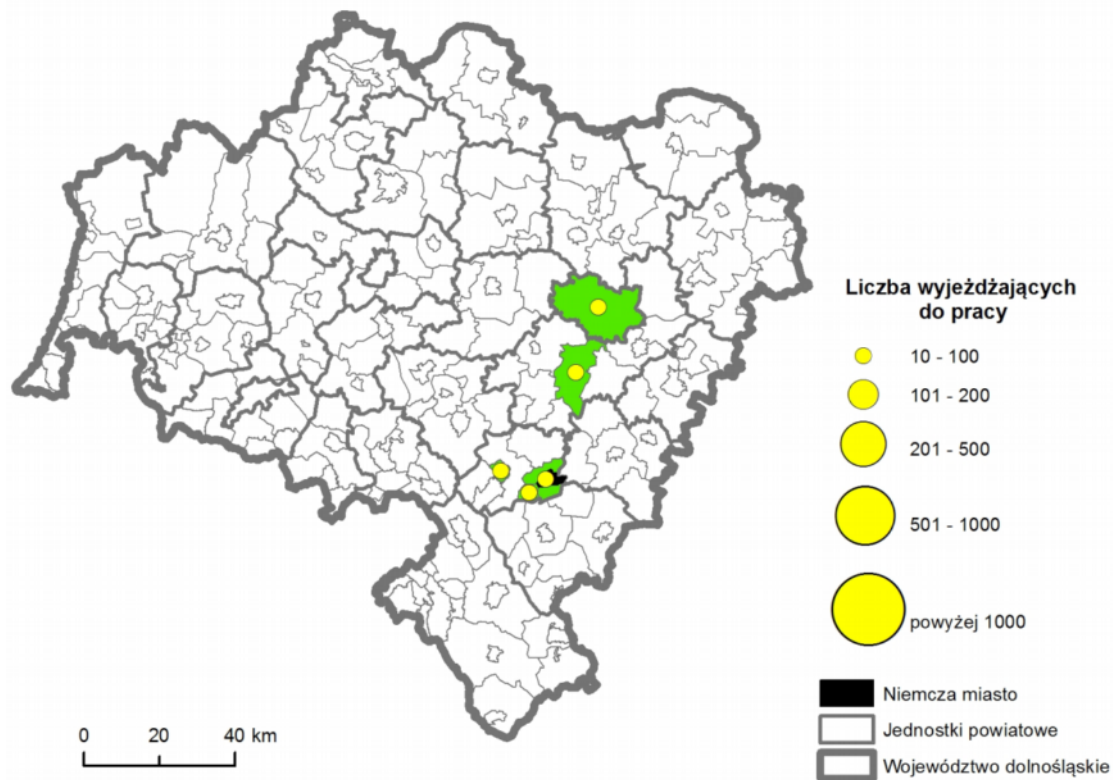 Liczba wyjeżdżających
do pracy
10 - 100
101 - 200
201 - 500
501 - 1000
powyżej 1000
Niemcza miasto
Jednostki powiatowe
Województwo dolnośląskie
0 20 40 km